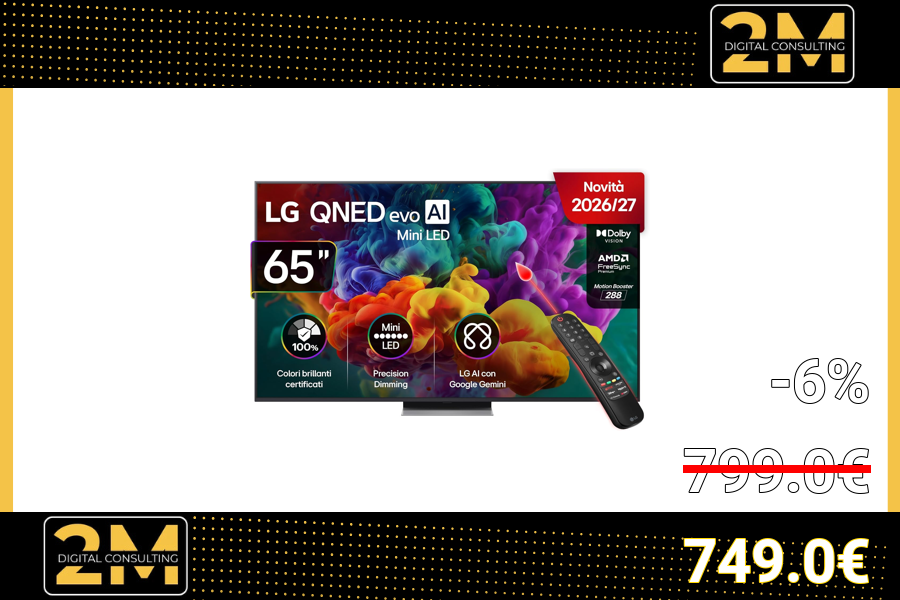 2M
DIGITAL CONSULTING
LG QNED evo AI
Mini LED
65"
Novità
2026/27
Dolby
VISION
AMD
FreeSync
Premium
Motion Booster
288
100%
Colori brillanti
certificati
Mini
LED
Precision
Dimming
LG AI con
Google Gemini
-6%
799.0€
2M
DIGITAL CONSULTING
749.0€